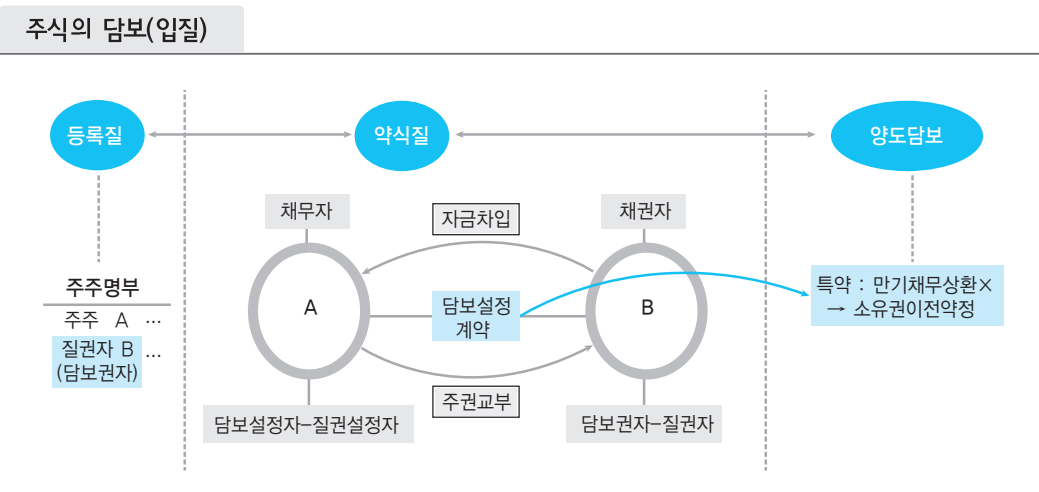 주식의 담보(입질)
등록질
약식질
양도담보
주주명부
주주 A …
질권자 B …
(담보권자)
채무자
자금차입
채권자
A
담보설정
계약
B
주권교부
담보설정자–질권설정자
담보권자–질권자
특약 : 만기채무상환×
→ 소유권이전약정